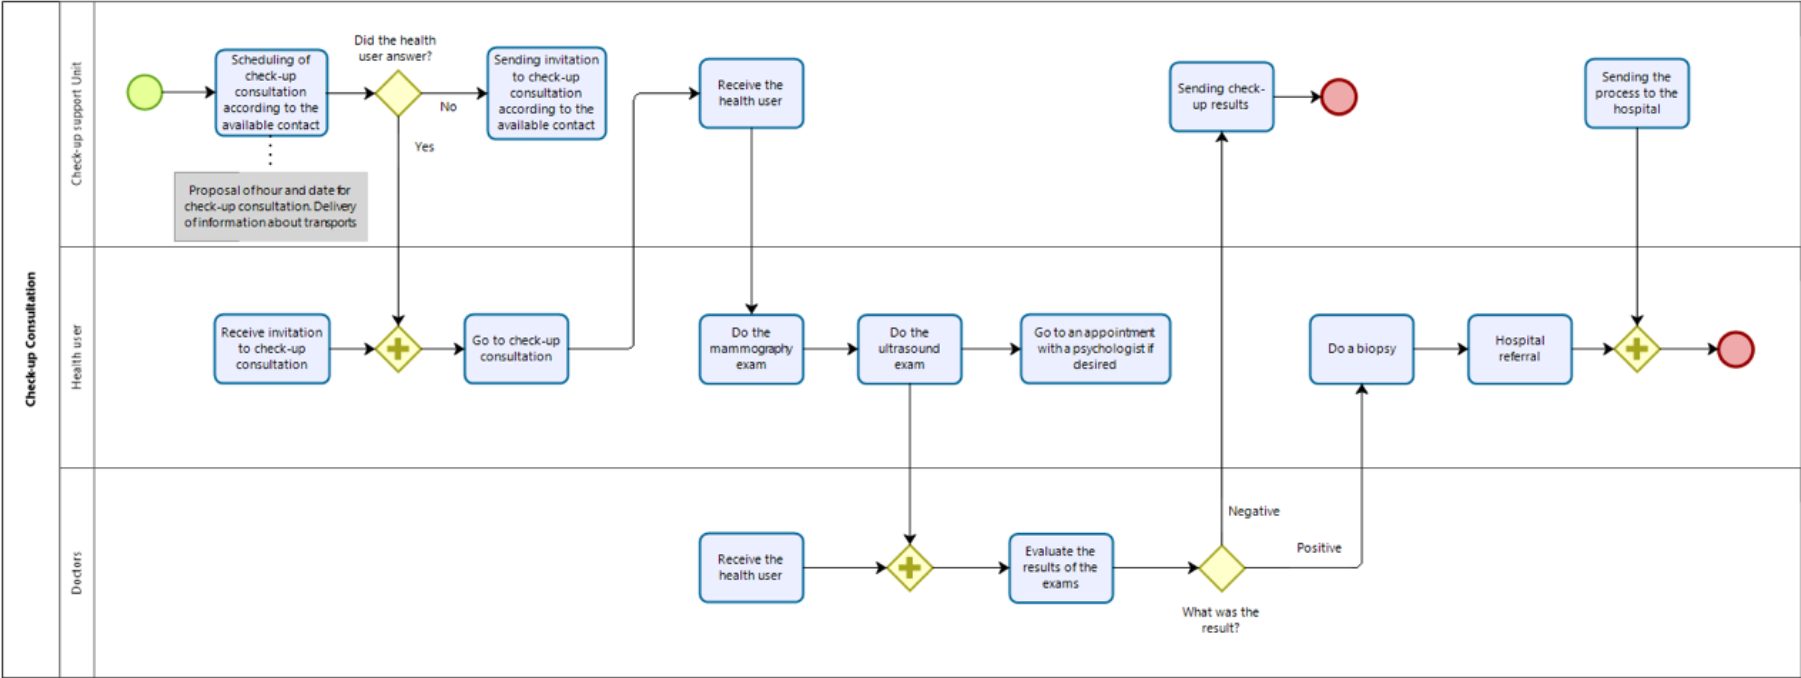 Check-up Consultation
Check-up support Unit
Scheduling of
check-up
consultation
according to the
available contact
Proposal of hour and date for
check-up consultation. Delivery
of information about transports
Did the health
user answer?
No
Yes
Sending invitation
to check-up
consultation
according to the
available contact
Receive the
health user
Sending check-
up results
Sending the
process to the
hospital
Health user
Receive invitation
to check-up
consultation
Go to check-up
consultation
Do the
mammography
exam
Do the
ultrasound
exam
Go to an appointment
with a psychologist if
desired
Do a biopsy
Hospital
referral
Doctors
Receive the
health user
Evaluate the
results of the
exams
Negative
Positive
What was the
result?